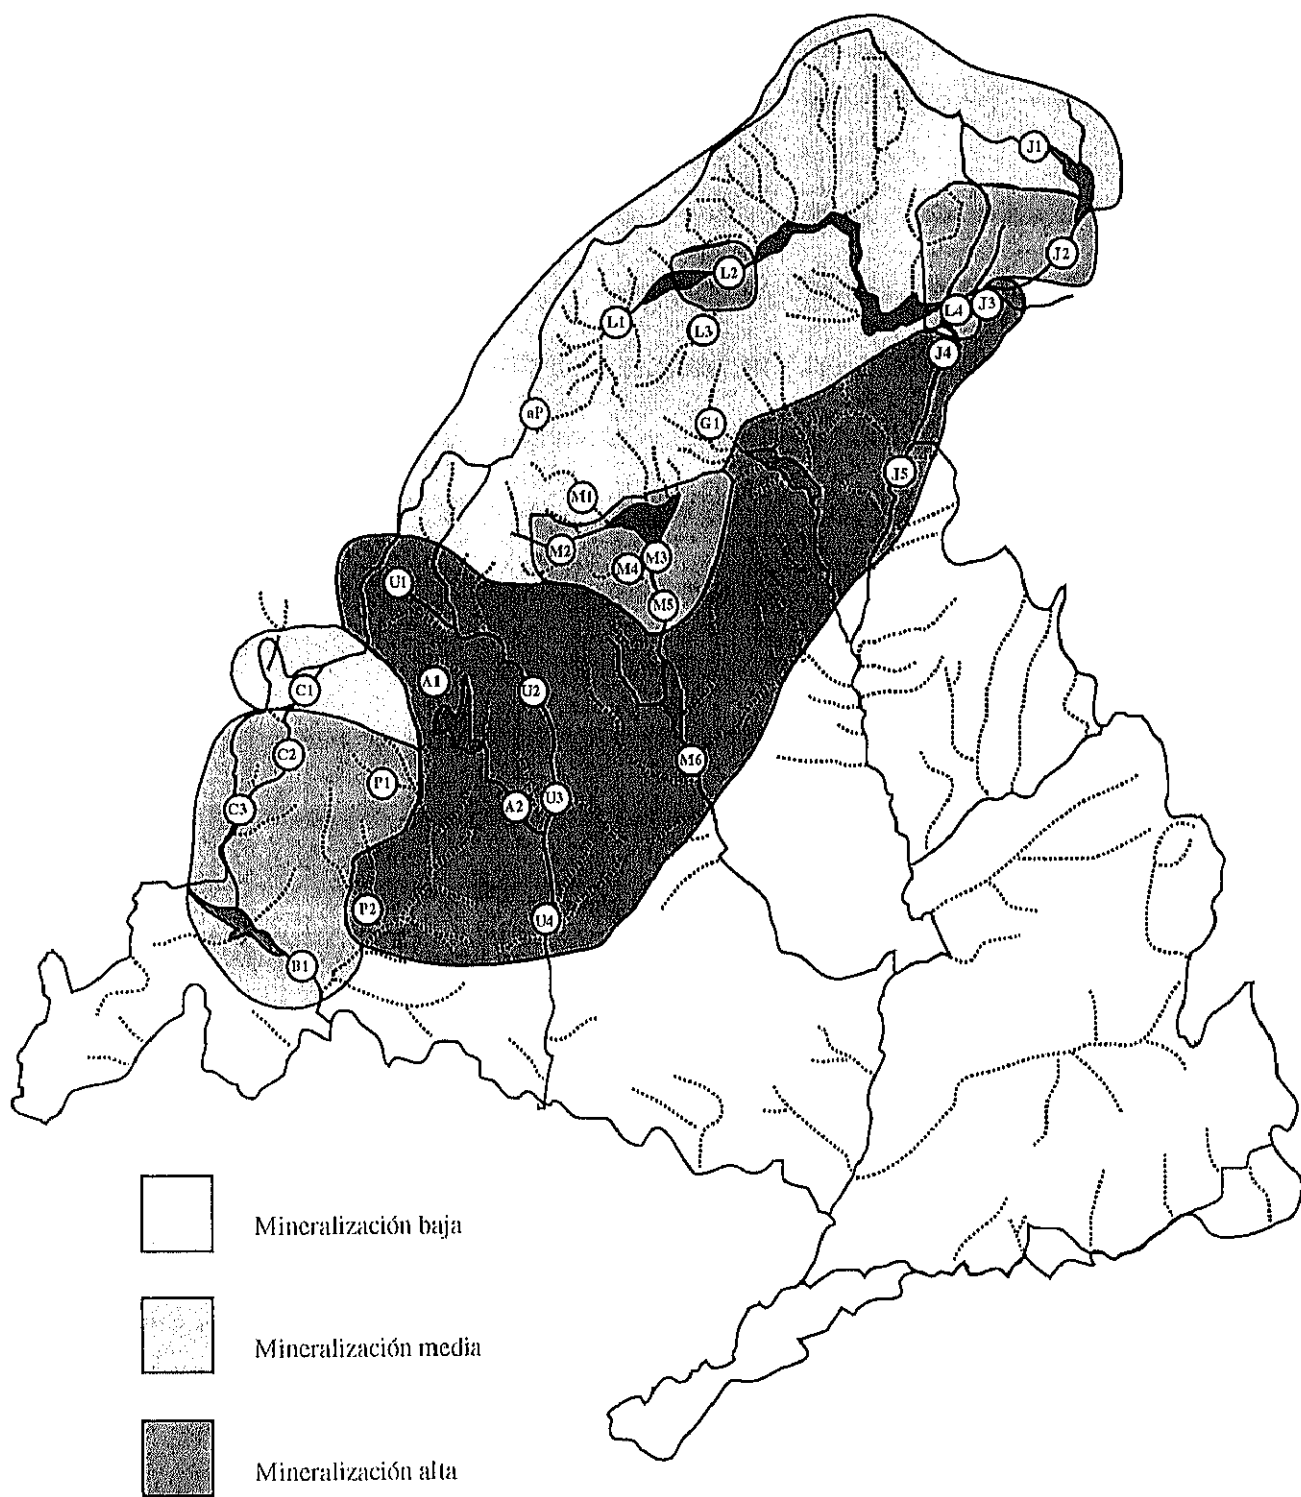 J1
J2
L2
J3
L4
L1
L3
J4
aP
G1
J5
M1
M2
M3
M4
U1
M5
A1
U2
C1
C2
M6
P1
U3
A2
C3
P2
U4
B1
Mineralización baja
Mineralización media
Mineralización alta